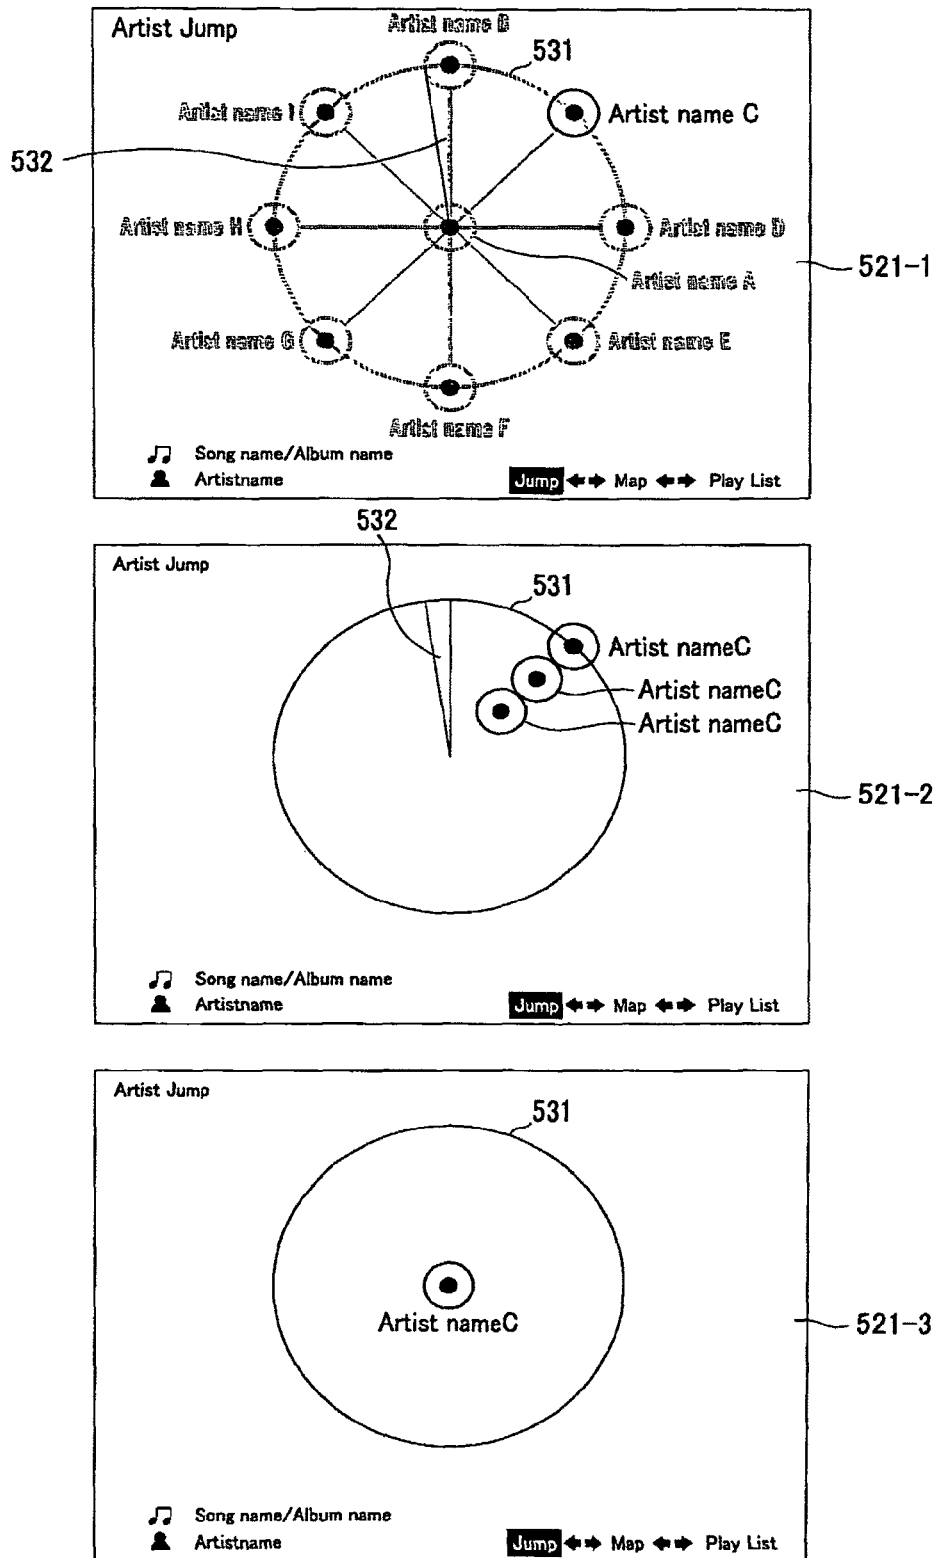 Artist Jump
Artist name B
531
Artist name I
Artist name C
532
Artist name H
Artist name D
521-1
Artist name A
Artist name G
Artist name E
Artist name F
Song name/Album name
Artistname
Jump Map Play List
532
Artist Jump
531
Artist nameC
Artist nameC
Artist nameC
521-2
Song name/Album name
Artistname
Jump Map Play List
Artist Jump
531
Artist nameC
521-3
Song name/Album name
Artistname
Jump Map Play List